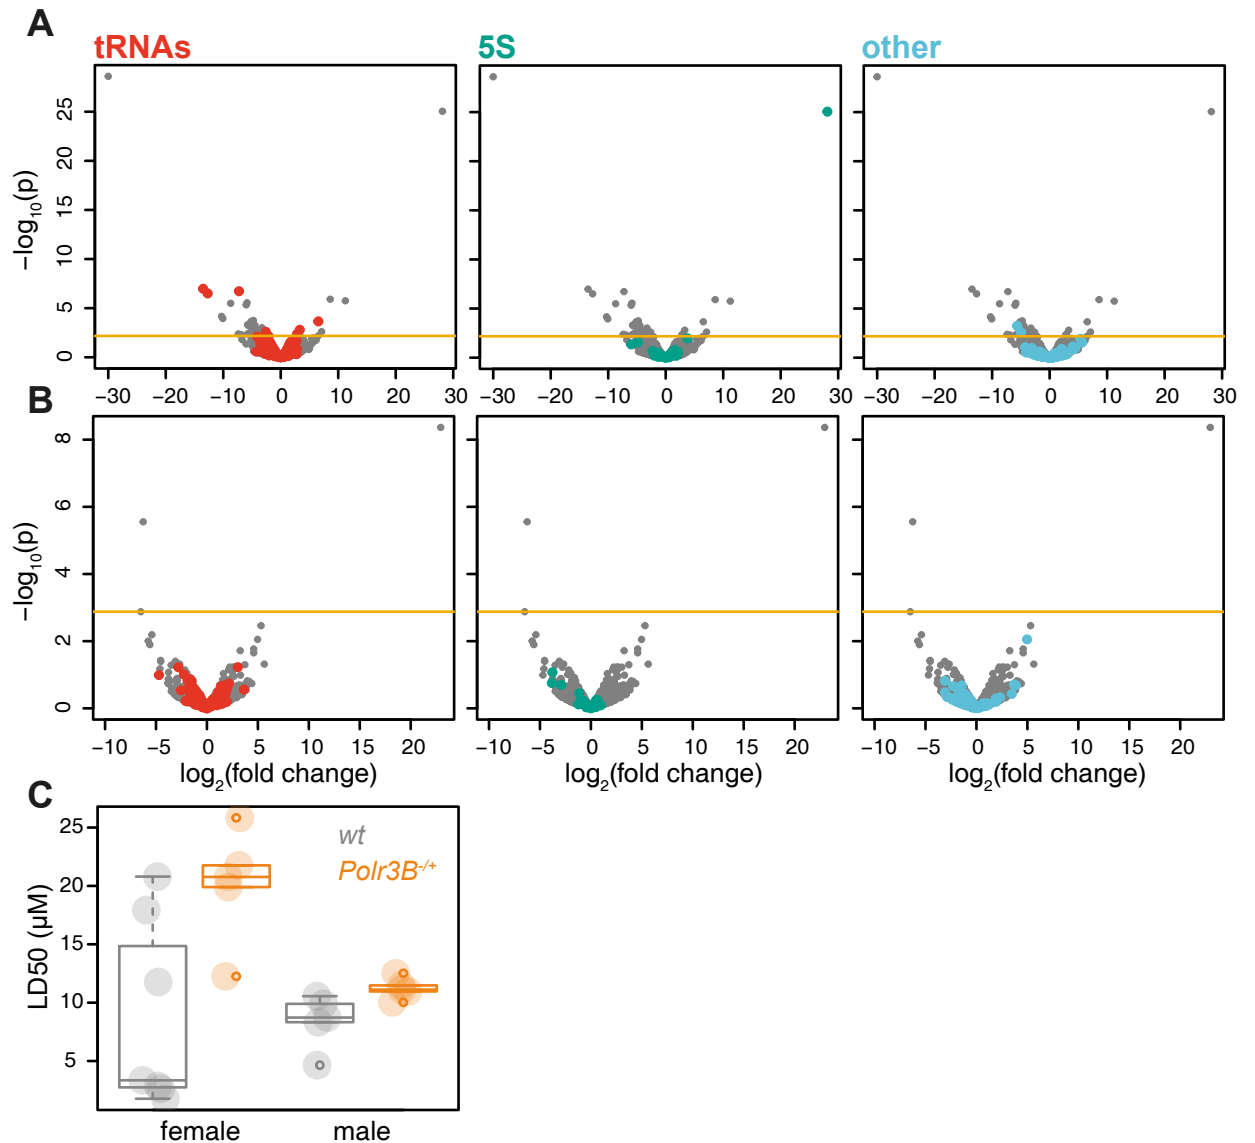 A
tRNAs 5S other
−log10(p)
25
20
15
10
5
0
−30 −20 −10 0 10 20 30
−30 −20 −10 0 10 20 30
−30 −20 −10 0 10 20 30
B
−log10(p)
8
6
4
2
0
−10 −5 0 5 10 15 20
−10 −5 0 5 10 15 20
−10 −5 0 5 10 15 20
log2(fold change) log2(fold change) log2(fold change)
C
LD50 (μM)
25
20
15
10
5
wt
Polr3B-/+
female male